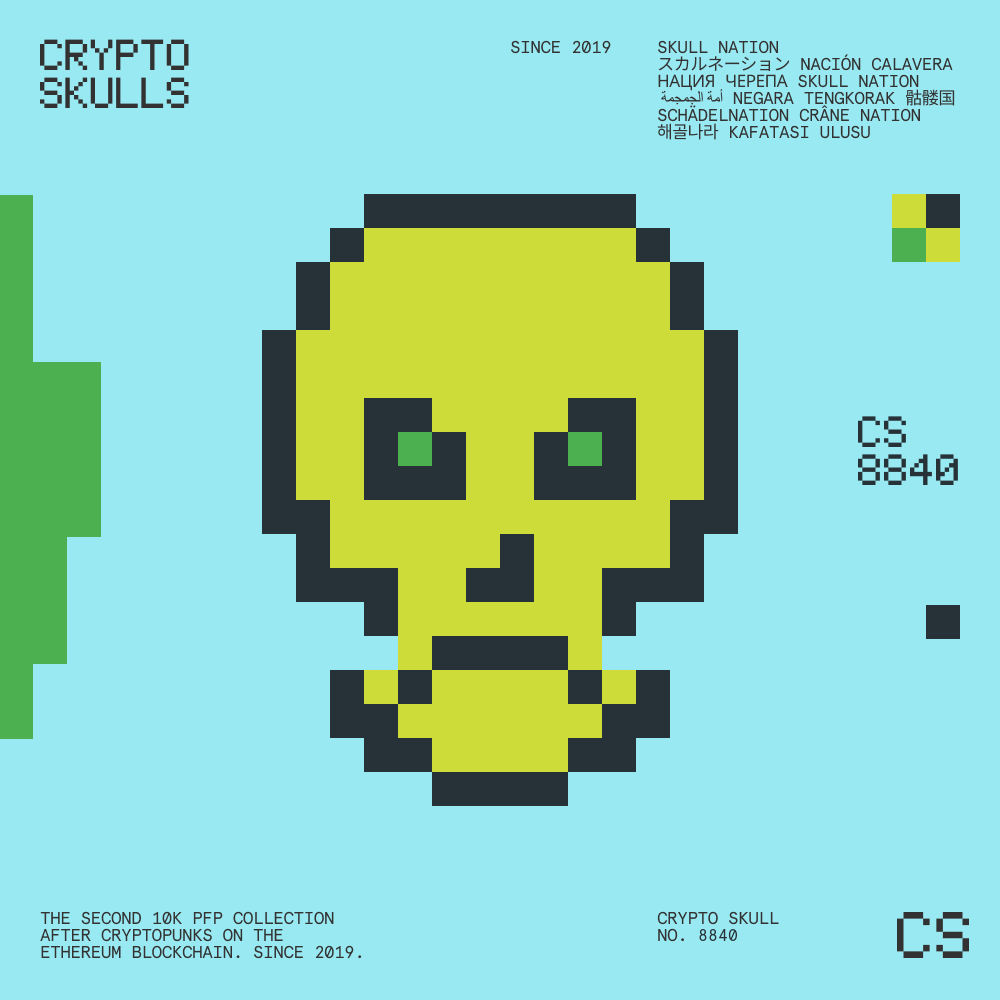 CRYPTO
SKULLS
SINCE 2019
SKULL NATION
スカルネーション NACIÓN CALAVERA
НАЦИЯ ЧЕРЕПА SKULL NATION
أمة الجمجمة NEGARA TENGKORAK 骷髅国
SCHÄDELNATION CRÂNE NATION
해골나라 KAFATASI ULUSU
CS
8840
THE SECOND 10K PFP COLLECTION
AFTER CRYPTOPUNKS ON THE
ETHEREUM BLOCKCHAIN. SINCE 2019.
CRYPTO SKULL
NO. 8840
CS